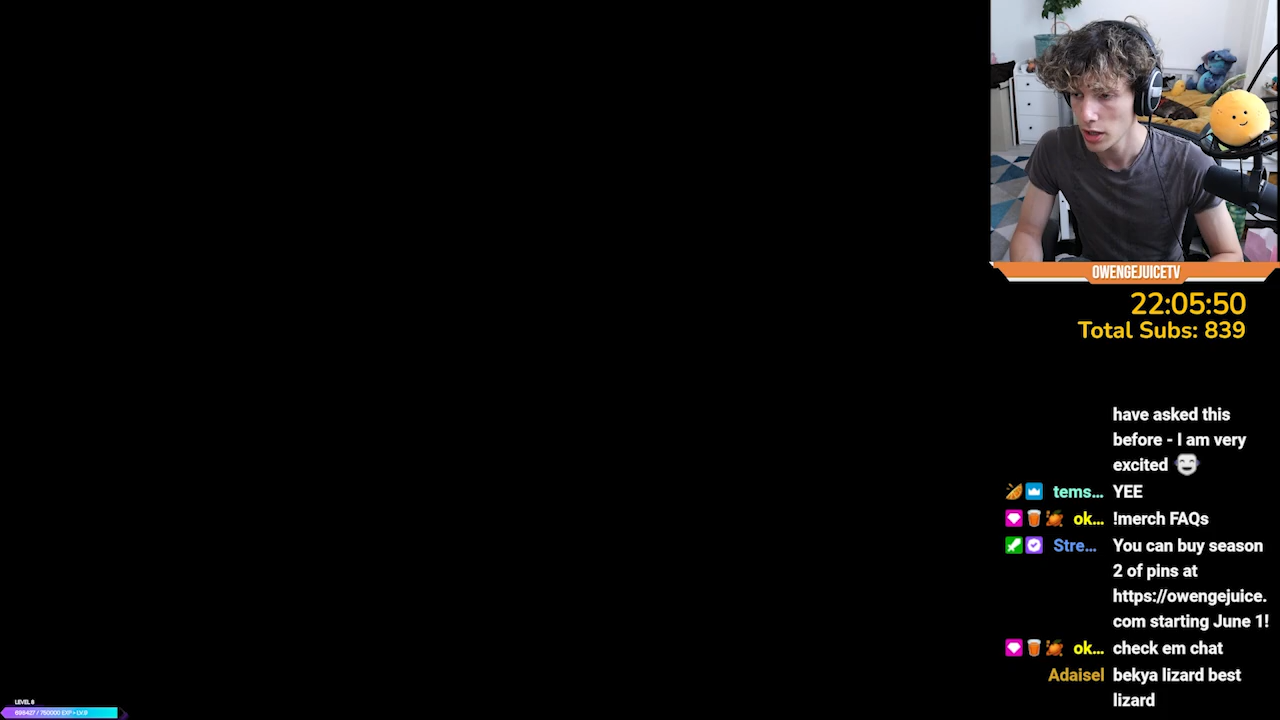 OWENGEJUICETV
22:05:50
Total Subs: 839
have asked this
before - I am very
excited
tems... YEE
ok... !merch FAQs
Stre... You can buy season
2 of pins at
https://owengejuice.
com starting June 1!
ok... check em chat
Adaisel bekya lizard best
lizard
LEVEL 8